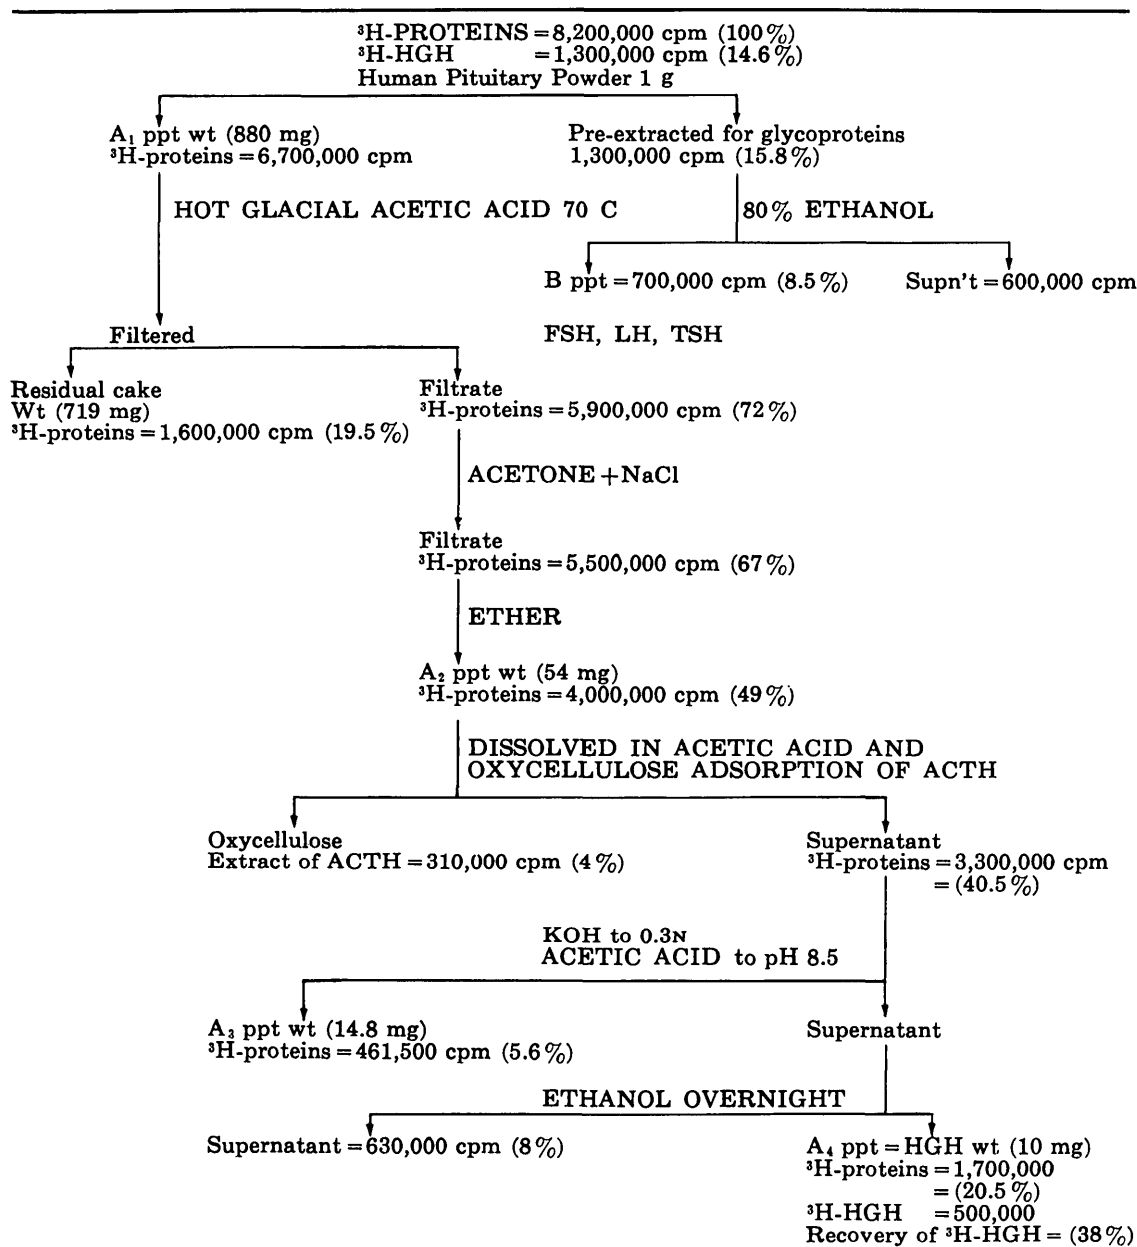 ³H-PROTEINS = 8,200,000 cpm (100%)
³H-HGH = 1,300,000 cpm (14.6%)
Human Pituitary Powder 1 g
A₁ ppt wt (880 mg)
³H-proteins = 6,700,000 cpm
Pre-extracted for glycoproteins
1,300,000 cpm (15.8%)
HOT GLACIAL ACETIC ACID 70 C
80% ETHANOL
B ppt = 700,000 cpm (8.5%)
Supn't = 600,000 cpm
Filtered
FSH, LH, TSH
Residual cake
Wt (719 mg)
³H-proteins = 1,600,000 cpm (19.5%)
Filtrate
³H-proteins = 5,900,000 cpm (72%)
ACETONE + NaCl
Filtrate
³H-proteins = 5,500,000 cpm (67%)
ETHER
A₂ ppt wt (54 mg)
³H-proteins = 4,000,000 cpm (49%)
DISSOLVED IN ACETIC ACID AND
OXYCELLULOSE ADSORPTION OF ACTH
Oxycellulose
Extract of ACTH = 310,000 cpm (4%)
Supernatant
³H-proteins = 3,300,000 cpm
= (40.5%)
KOH to 0.3N
ACETIC ACID to pH 8.5
A₃ ppt wt (14.8 mg)
³H-proteins = 461,500 cpm (5.6%)
Supernatant
ETHANOL OVERNIGHT
Supernatant = 630,000 cpm (8%)
A₄ ppt = HGH wt (10 mg)
³H-proteins = 1,700,000
= (20.5%)
³H-HGH = 500,000
Recovery of ³H-HGH = (38%)